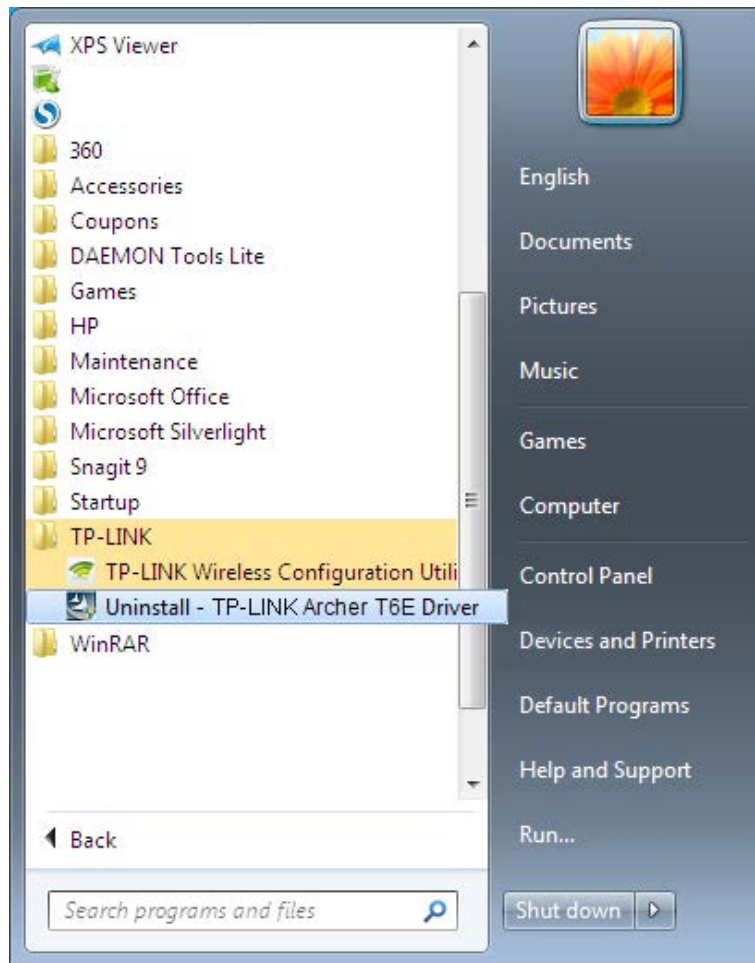 XPS Viewer
360
Accessories
Coupons
DAEMON Tools Lite
Games
HP
Maintenance
Microsoft Office
Microsoft Silverlight
Snagit 9
Startup
TP-LINK
TP-LINK Wireless Configuration Utili
Uninstall - TP-LINK Archer T6E Driver
WinRAR
Back
Search programs and files
English
Documents
Pictures
Music
Games
Computer
Control Panel
Devices and Printers
Default Programs
Help and Support
Run...
Shut down